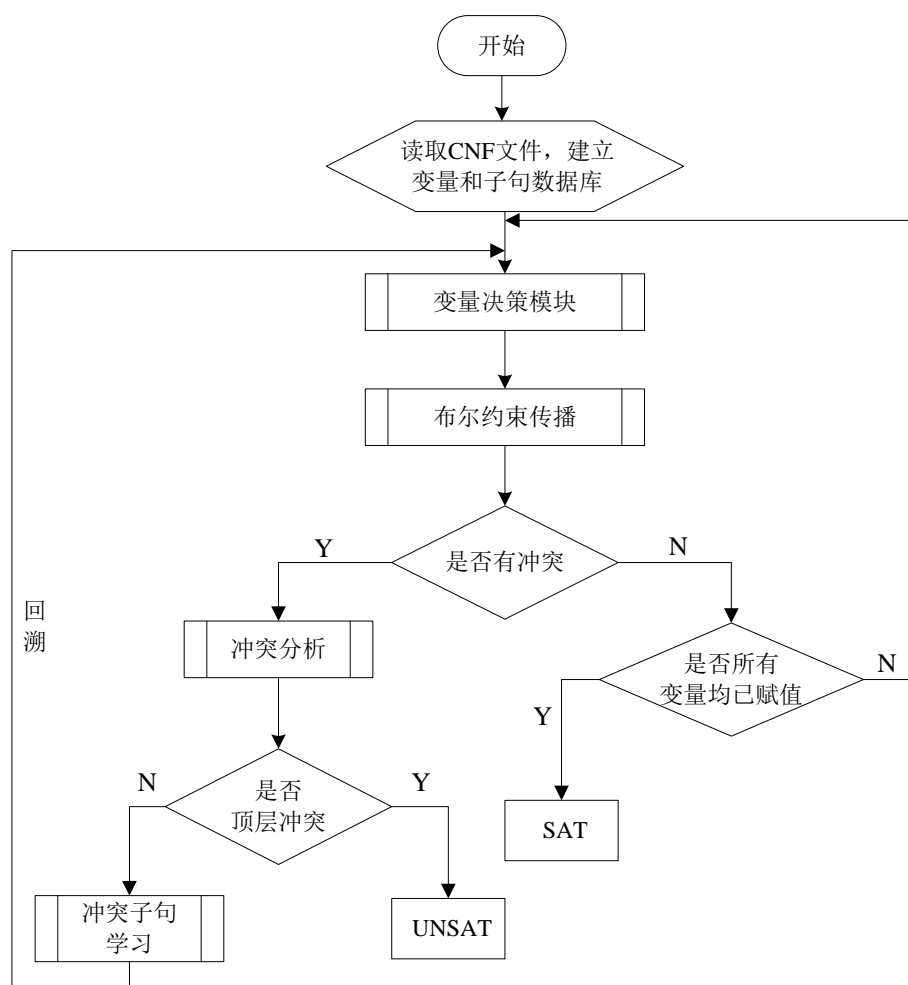 开始
读取CNF文件，建立
变量和子句数据库
变量决策模块
布尔约束传播
是否有冲突
Y
N
回
溯
冲突分析
是否所有
变量均已赋值
N
Y
是否
顶层冲突
N
Y
SAT
冲突子句
学习
UNSAT